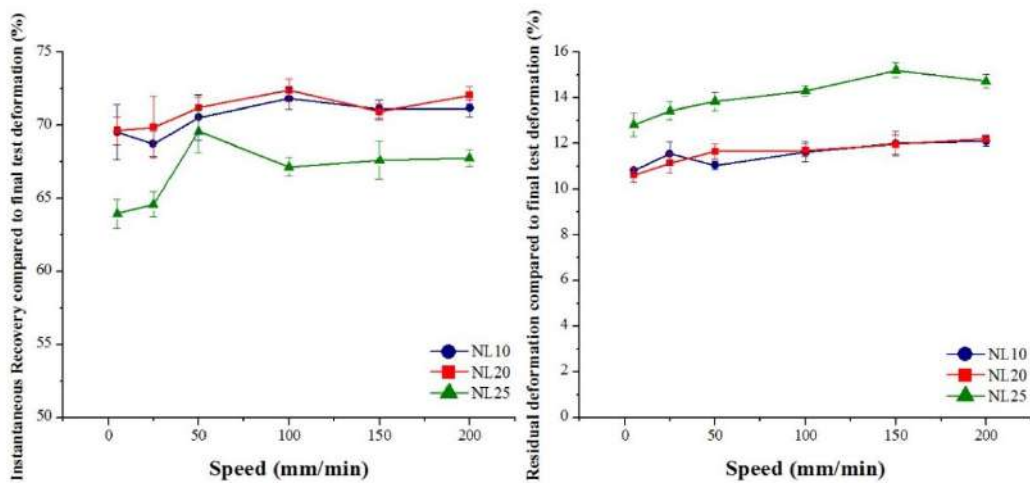 Instantaneous Recovery compared to final test deformation (%)
75
70
65
60
55
50
0
50
100
150
200
Speed (mm/min)
NL10
NL20
NL25
Residual deformation compared to final test deformation (%)
16
14
12
10
8
6
4
2
0
0
50
100
150
200
Speed (mm/min)
NL10
NL20
NL25